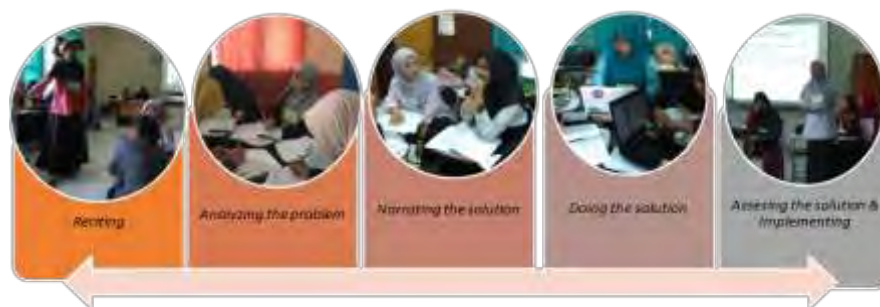 Reciting
Analyzing the problem
Narrating the solution
Doing the solution
Assesing the solution &
Implementing